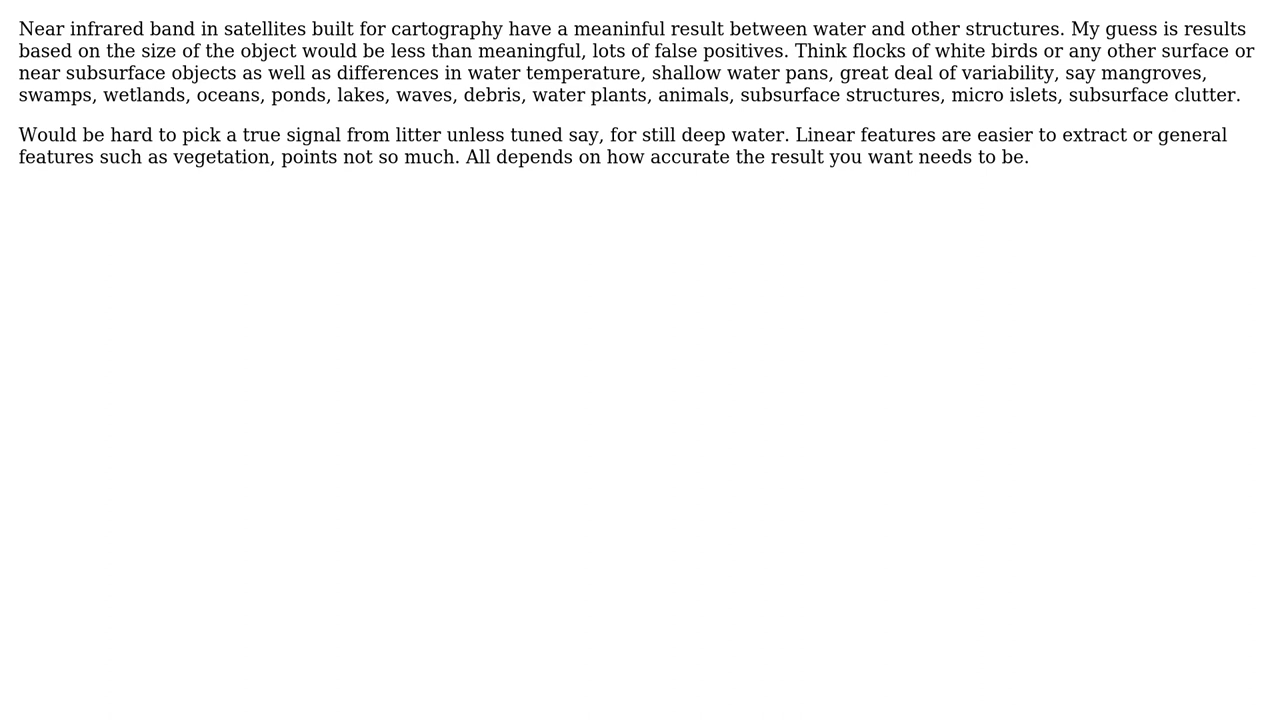 Near infrared band in satellites built for cartography have a meaninful result between water and other structures. My guess is results
based on the size of the object would be less than meaningful, lots of false positives. Think flocks of white birds or any other surface or
near subsurface objects as well as differences in water temperature, shallow water pans, great deal of variability, say mangroves,
swamps, wetlands, oceans, ponds, lakes, waves, debris, water plants, animals, subsurface structures, micro islets, subsurface clutter.
Would be hard to pick a true signal from litter unless tuned say, for still deep water. Linear features are easier to extract or general
features such as vegetation, points not so much. All depends on how accurate the result you want needs to be.